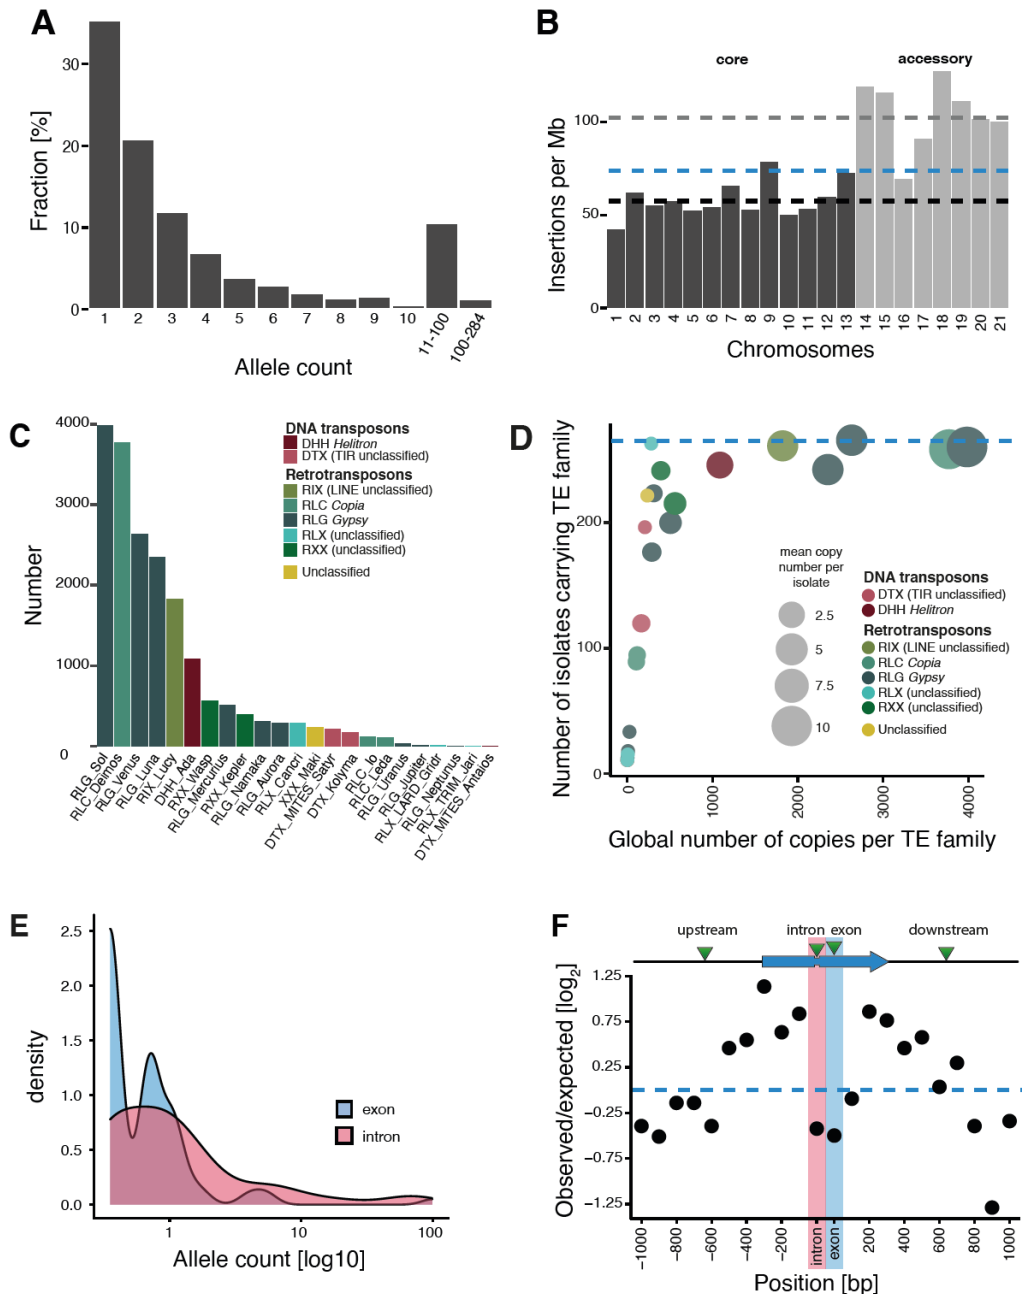 A
Fraction [%]
30
20
10
0
1 2 3 4 5 6 7 8 9 10 11-100 100-284
Allele count
B
core
accessory
Insertions per Mb
100
50
0
1 2 3 4 5 6 7 8 9 10 11 12 13 14 15 16 17 18 19 20 21
Chromosomes
C
Number
4000
3000
2000
1000
0
DNA transposons
DHH Helitron
DTX (TIR unclassified)
Retrotransposons
RIX (LINE unclassified)
RLC Copia
RLG Gypsy
RLX (unclassified)
RXX (unclassified)
Unclassified
RLG_Sol
RLC_Deimos
RLG_Venus
RLG_Luna
RIX_Lucy
DHH_Ada
RXX_Wasp
RLG_Mercurius
RXX_Kepler
RLG_Namaka
RLG_Aurora
RLX_Cancri
XXX_Maki
DTX_MITES_Satyr
DTX_Kolyma
RLC_Io
RLC_Leda
RLG_Uranus
RLG_Jupiter
RLX_LARD_Gridr
RLG_Neptunus
RLX_TRIM_Jari
DTX_MITES_Antaios
D
Number of isolates carrying TE family
200
100
0
mean copy
number per
isolate
2.5
5
7.5
10
DNA transposons
DTX (TIR unclassified)
DHH Helitron
Retrotransposons
RIX (LINE unclassified)
RLC Copia
RLG Gypsy
RLX (unclassified)
RXX (unclassified)
Unclassified
0 1000 2000 3000 4000
Global number of copies per TE family
E
density
2.5
2.0
1.5
1.0
0.5
0.0
exon
intron
1 10 100
Allele count [log10]
F
upstream intron exon downstream
Observed/expected [log2]
1.25
0.75
0.25
−0.25
−0.75
−1.25
−1000 −800 −600 −400 −200 intron exon 200 400 600 800 1000
Position [bp]